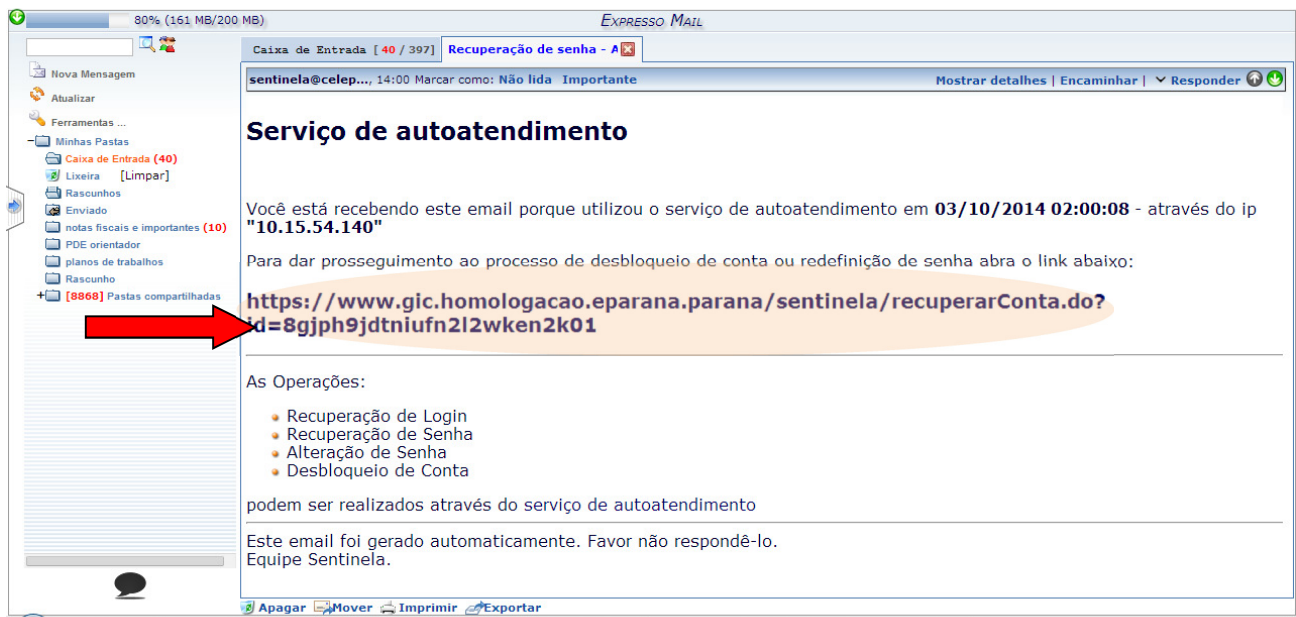 80% (161 MB/200 MB)
Expresso Mail
Nova Mensagem
Atualizar
Ferramentas ...
Minhas Pastas
Caixa de Entrada (40)
Lixeira [Limpar]
Rascunhos
Enviado
notas fiscais e importantes (10)
PDE orientador
planos de trabalhos
Rascunho
[8868] Pastas compartilhadas
Caixa de Entrada [ 40 / 397]
Recuperação de senha - A
sentinela@celep..., 14:00 Marcar como: Não lida Importante
Mostrar detalhes | Encaminhar | Responder
Serviço de autoatendimento
Você está recebendo este email porque utilizou o serviço de autoatendimento em 03/10/2014 02:00:08 - através do ip
"10.15.54.140"
Para dar prosseguimento ao processo de desbloqueio de conta ou redefinição de senha abra o link abaixo:
https://www.gic.homologacao.eparana.parana/sentinela/recuperarConta.do?
id=8gjph9jdtniufn2l2wken2k01
As Operações:
Recuperação de Login
Recuperação de Senha
Alteração de Senha
Desbloqueio de Conta
podem ser realizados através do serviço de autoatendimento
Este email foi gerado automaticamente. Favor não respondê-lo.
Equipe Sentinela.
Apagar Mover Imprimir Exportar